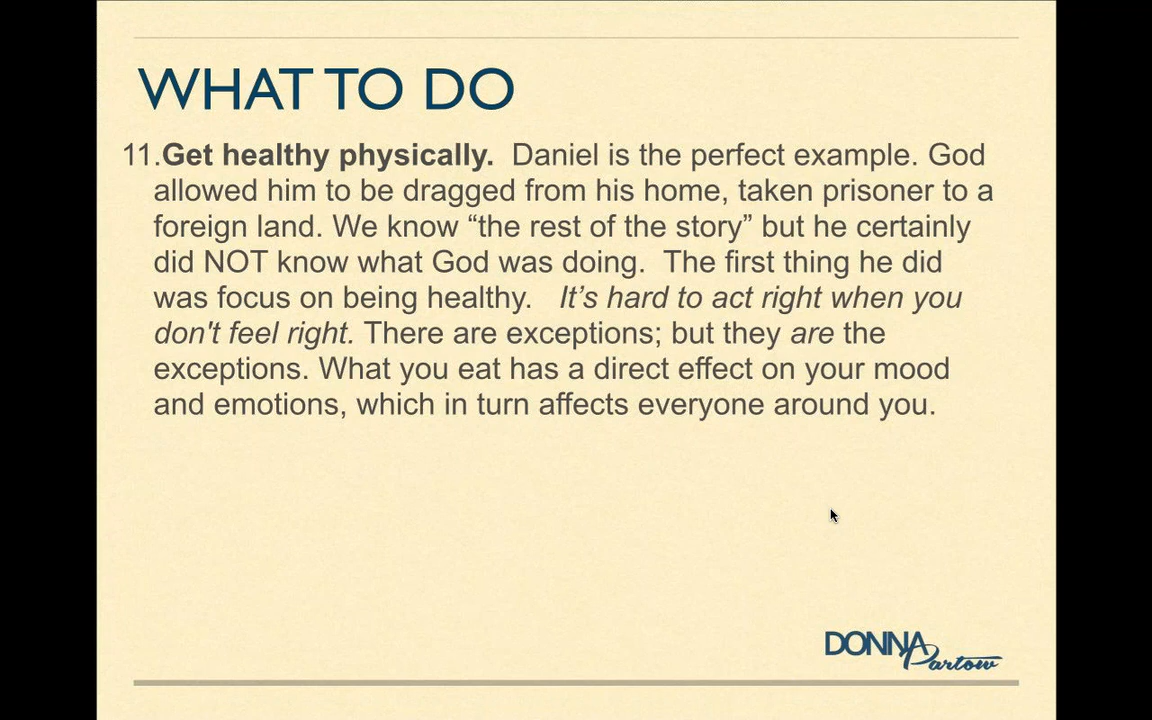 WHAT TO DO
11.Get healthy physically.  Daniel is the perfect example. God
allowed him to be dragged from his home, taken prisoner to a
foreign land. We know “the rest of the story” but he certainly
did NOT know what God was doing.  The first thing he did
was focus on being healthy.   It’s hard to act right when you
don't feel right. There are exceptions; but they are the
exceptions. What you eat has a direct effect on your mood
and emotions, which in turn affects everyone around you.
DONNA
Partow